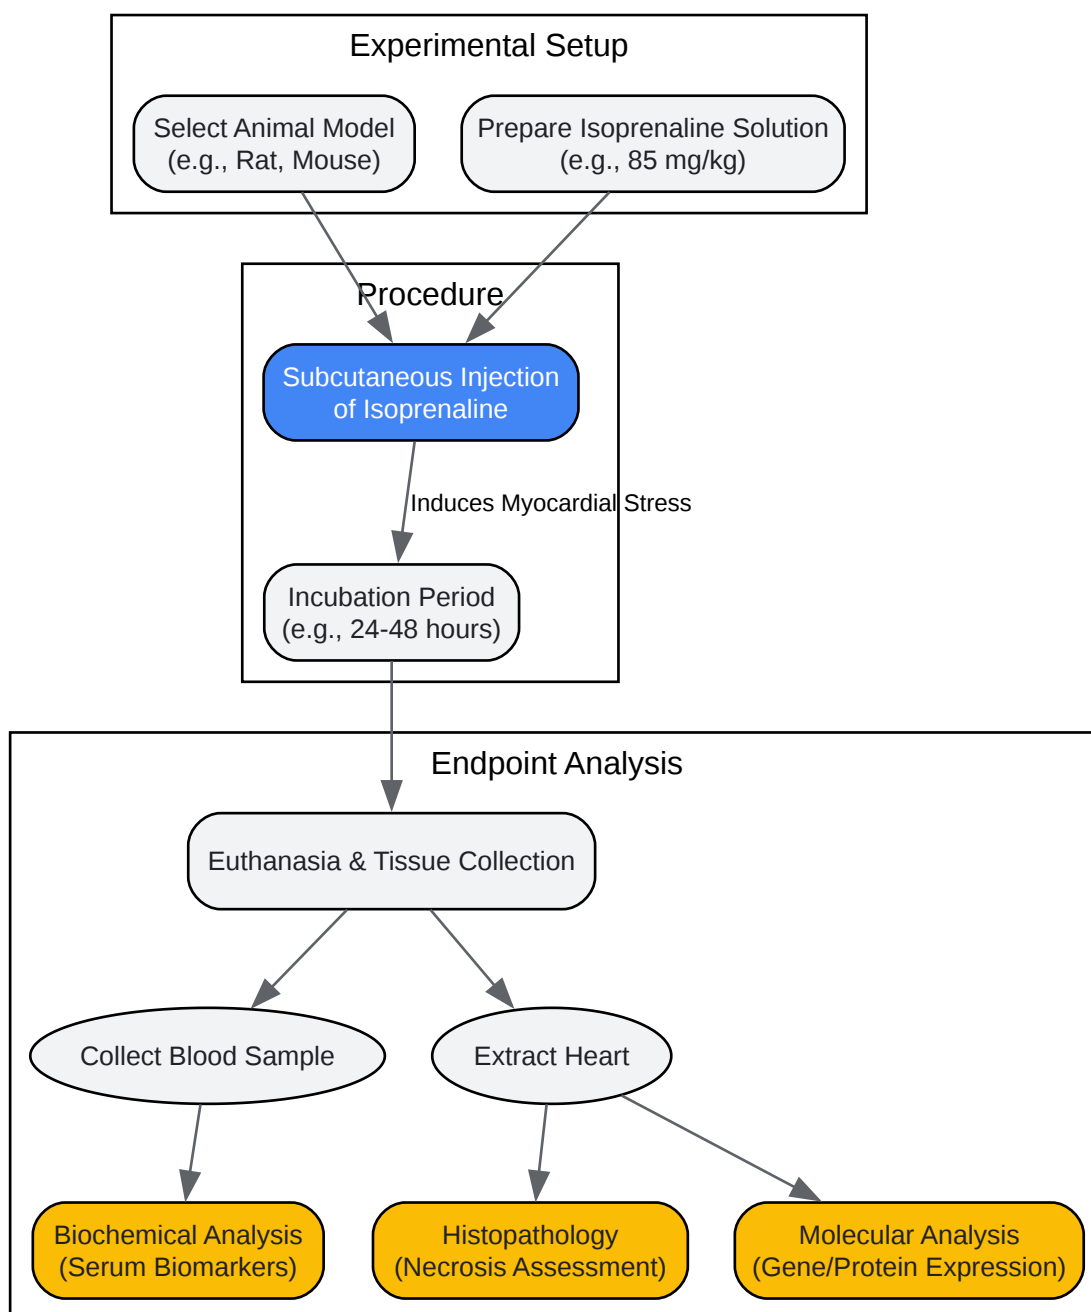 Experimental Setup
Select Animal Model
(e.g., Rat, Mouse)
Prepare Isoprenaline Solution
(e.g., 85 mg/kg)
Procedure
Subcutaneous Injection
of Isoprenaline
Induces Myocardial Stress
Incubation Period
(e.g., 24-48 hours)
Endpoint Analysis
Euthanasia & Tissue Collection
Collect Blood Sample
Extract Heart
Biochemical Analysis
(Serum Biomarkers)
Histopathology
(Necrosis Assessment)
Molecular Analysis
(Gene/Protein Expression)